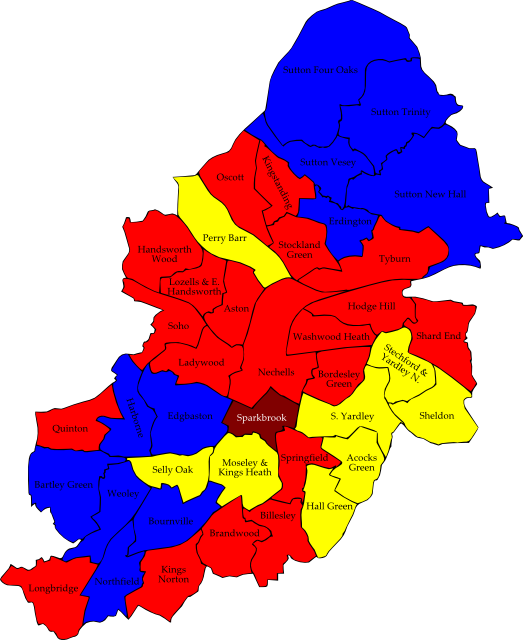 Sutton Four Oaks
Sutton Trinity
Sutton Vesey
Sutton New Hall
Oscott
Kingstanding
Erdington
Perry Barr
Stockland
Green
Tyburn
Handsworth
Wood
Lozells & E.
Handsworth
Aston
Hodge Hill
Soho
Washwood Heath
Shard End
Ladywood
Nechells
Bordesley
Green
Stechford &
Yardley N.
Harborne
Edgbaston
Sparkbrook
S. Yardley
Sheldon
Quinton
Bartley Green
Weoley
Selly Oak
Moseley &
Kings Heath
Springfield
Acocks
Green
Hall Green
Bournville
Billesley
Brandwood
Longbridge
Northfield
Kings
Norton